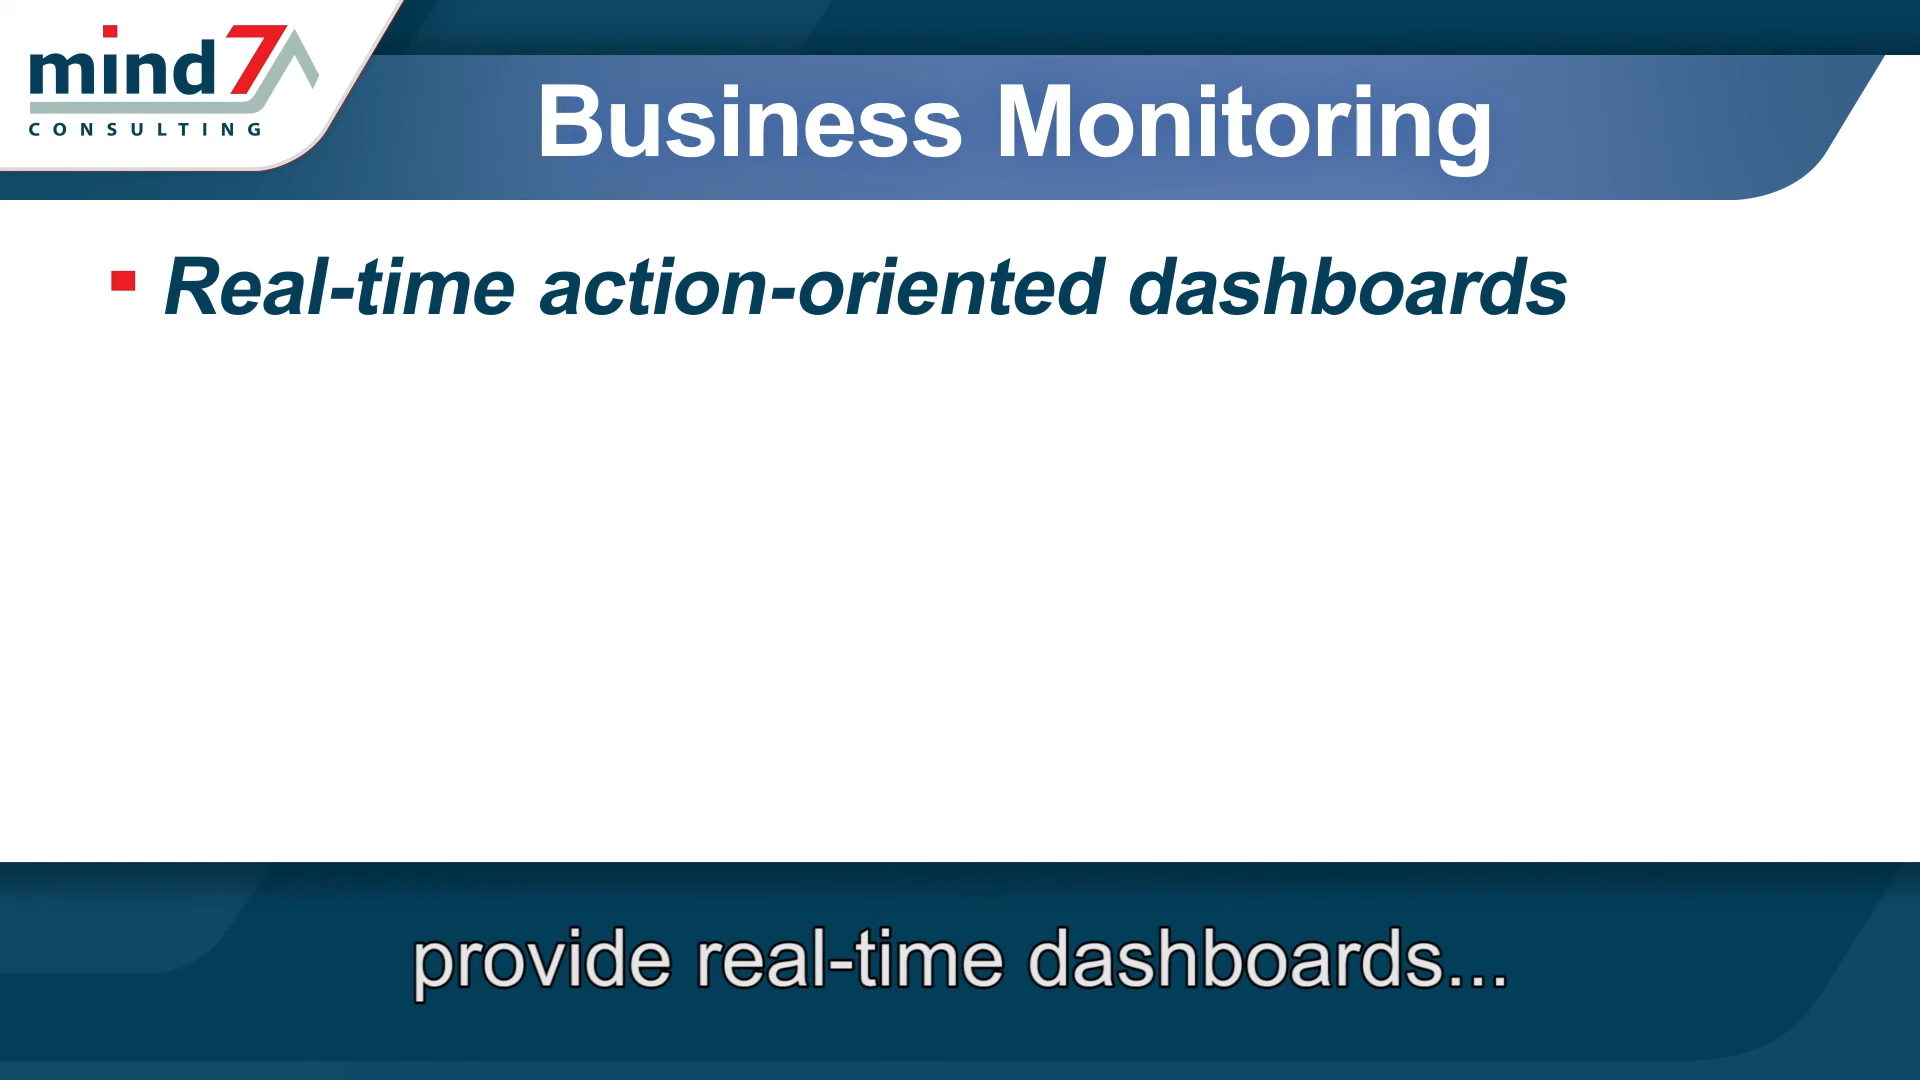 mind7
CONSULTING
Business Monitoring
Real-time action-oriented dashboards
provide real-time dashboards...